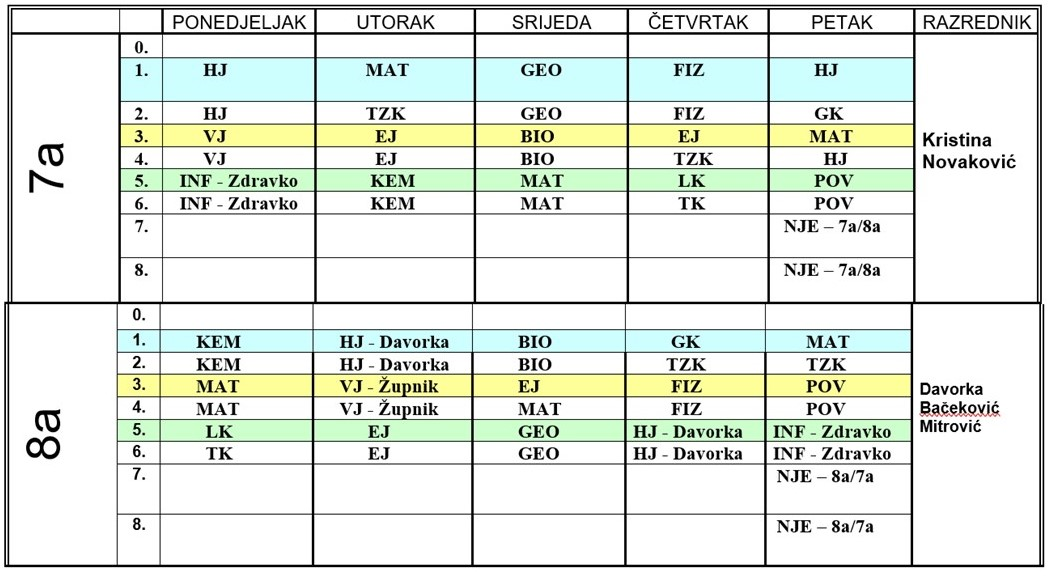 PONEDJELJAK UTORAK SRIJEDA ČETVRTAK PETAK RAZREDNIK
7a
0.
1. HJ MAT GEO FIZ HJ
2. HJ TZK GEO FIZ GK
3. VJ EJ BIO EJ MAT
Kristina
Novaković
4. VJ EJ BIO TZK HJ
5. INF - Zdravko KEM MAT LK POV
6. INF - Zdravko KEM MAT TK POV
7. NJE – 7a/8a
8. NJE – 7a/8a
8a
0.
1. KEM HJ - Davorka BIO GK MAT
2. KEM HJ - Davorka BIO TZK TZK
3. MAT VJ - Župnik EJ FIZ POV
Davorka
Bačeković
Mitrović
4. MAT VJ - Župnik MAT FIZ POV
5. LK EJ GEO HJ - Davorka INF - Zdravko
6. TK EJ GEO HJ - Davorka INF - Zdravko
7. NJE – 8a/7a
8. NJE – 8a/7a